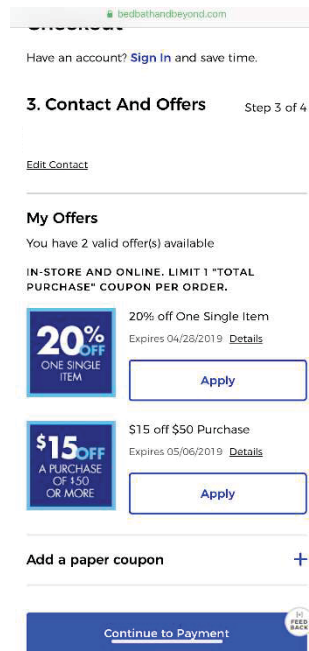 bedbathandbeyond.com
Checkout
Have an account? Sign In and save time.
3. Contact And Offers
Step 3 of 4
Edit Contact
My Offers
You have 2 valid offer(s) available
IN-STORE AND ONLINE. LIMIT 1 "TOTAL
PURCHASE" COUPON PER ORDER.
20% OFF
ONE SINGLE
ITEM
20% off One Single Item
Expires 04/28/2019 Details
Apply
$15 OFF
A PURCHASE
OF $50
OR MORE
$15 off $50 Purchase
Expires 05/06/2019 Details
Apply
Add a paper coupon +
Continue to Payment
[+]
FEED
BACK